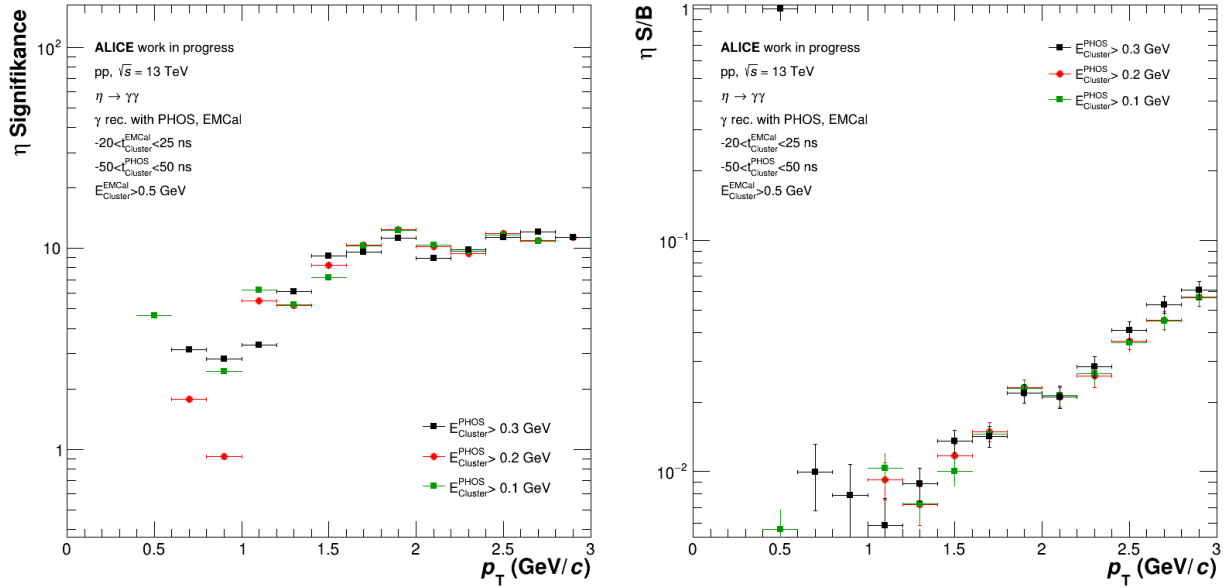 η Signifikance
10²
10
1
ALICE work in progress
pp, √s = 13 TeV
η → γγ
γ rec. with PHOS, EMCal
-20<t^EMCal_Cluster<25 ns
-50<t^PHOS_Cluster<50 ns
E^EMCal_Cluster>0.5 GeV
E^PHOS_Cluster> 0.3 GeV
E^PHOS_Cluster> 0.2 GeV
E^PHOS_Cluster> 0.1 GeV
0 0.5 1 1.5 2 2.5 3
p_T (GeV/c)
η S/B
1
10⁻¹
10⁻²
ALICE work in progress
pp, √s = 13 TeV
η → γγ
γ rec. with PHOS, EMCal
-20<t^EMCal_Cluster<25 ns
-50<t^PHOS_Cluster<50 ns
E^EMCal_Cluster>0.5 GeV
E^PHOS_Cluster> 0.3 GeV
E^PHOS_Cluster> 0.2 GeV
E^PHOS_Cluster> 0.1 GeV
0 0.5 1 1.5 2 2.5 3
p_T (GeV/c)